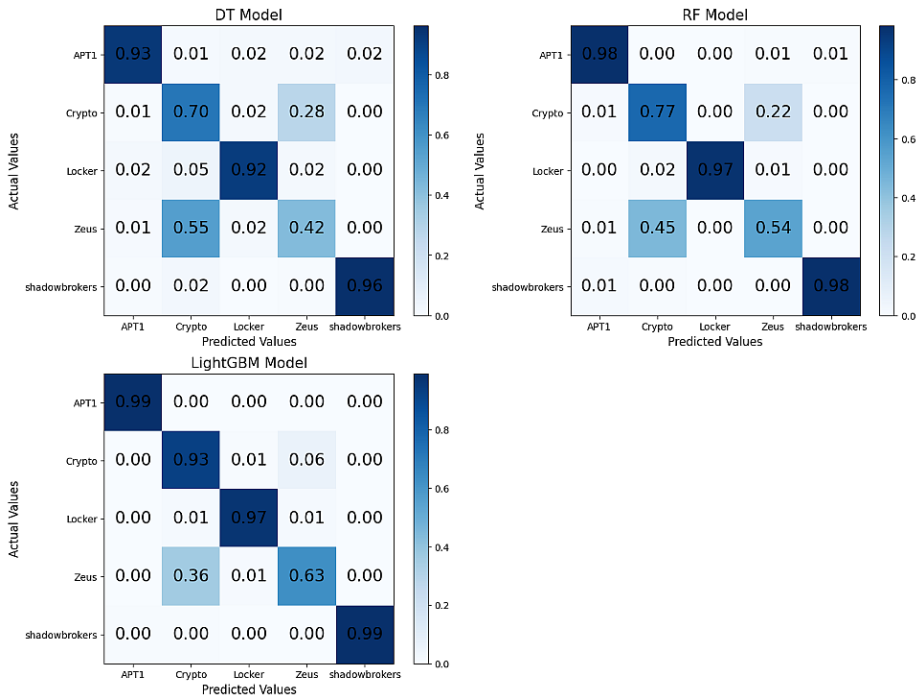 DT Model
APT1 0.93 0.01 0.02 0.02 0.02
Crypto 0.01 0.70 0.02 0.28 0.00
Locker 0.02 0.05 0.92 0.02 0.00
Zeus 0.01 0.55 0.02 0.42 0.00
shadowbrokers 0.00 0.02 0.00 0.00 0.96
APT1 Crypto Locker Zeus shadowbrokers
Predicted Values
Actual Values
0.8
0.6
0.4
0.2
0.0
RF Model
APT1 0.98 0.00 0.00 0.01 0.01
Crypto 0.01 0.77 0.00 0.22 0.00
Locker 0.00 0.02 0.97 0.01 0.00
Zeus 0.01 0.45 0.00 0.54 0.00
shadowbrokers 0.01 0.00 0.00 0.00 0.98
APT1 Crypto Locker Zeus shadowbrokers
Predicted Values
Actual Values
0.8
0.6
0.4
0.2
0.0
LightGBM Model
APT1 0.99 0.00 0.00 0.00 0.00
Crypto 0.00 0.93 0.01 0.06 0.00
Locker 0.00 0.01 0.97 0.01 0.00
Zeus 0.00 0.36 0.01 0.63 0.00
shadowbrokers 0.00 0.00 0.00 0.00 0.99
APT1 Crypto Locker Zeus shadowbrokers
Predicted Values
Actual Values
0.8
0.6
0.4
0.2
0.0